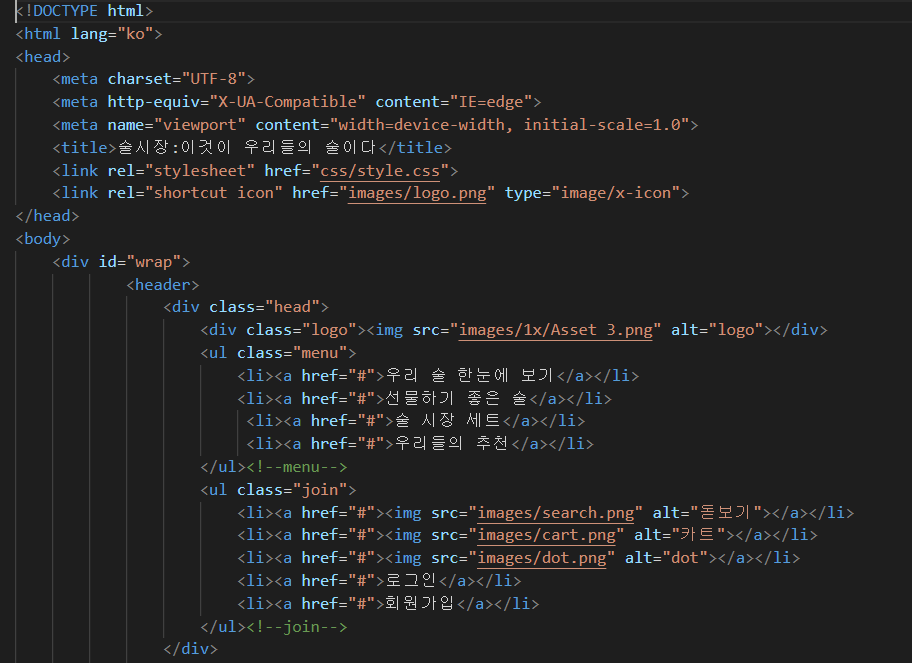 <!DOCTYPE html>
<html lang="ko">
<head>
<meta charset="UTF-8">
<meta http-equiv="X-UA-Compatible" content="IE=edge">
<meta name="viewport" content="width=device-width, initial-scale=1.0">
<title>술시장:이것이 우리들의 술이다</title>
<link rel="stylesheet" href="css/style.css">
<link rel="shortcut icon" href="images/logo.png" type="image/x-icon">
</head>
<body>
<div id="wrap">
<header>
<div class="head">
<div class="logo"><img src="images/1x/Asset 3.png" alt="logo"></div>
<ul class="menu">
<li><a href="#">우리 술 한눈에 보기</a></li>
<li><a href="#">선물하기 좋은 술</a></li>
<li><a href="#">술 시장 세트</a></li>
<li><a href="#">우리들의 추천</a></li>
</ul><!--menu-->
<ul class="join">
<li><a href="#"><img src="images/search.png" alt="돋보기"></a></li>
<li><a href="#"><img src="images/cart.png" alt="카트"></a></li>
<li><a href="#"><img src="images/dot.png" alt="dot"></a></li>
<li><a href="#">로그인</a></li>
<li><a href="#">회원가입</a></li>
</ul><!--join-->
</div>